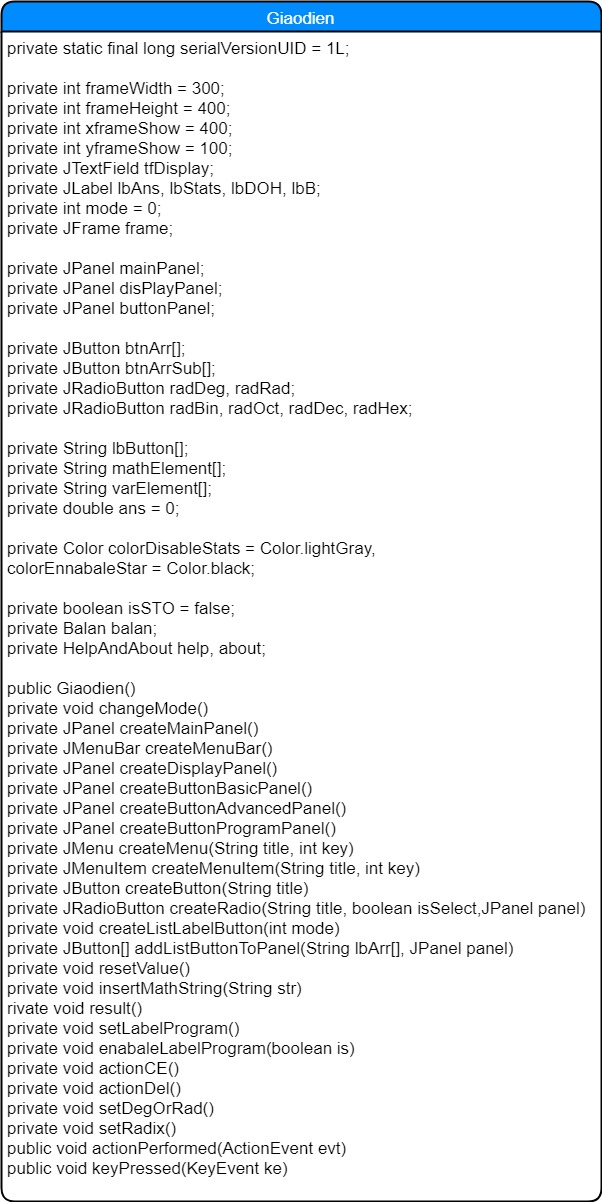 Giaodien
private static final long serialVersionUID = 1L;
private int frameWidth = 300;
private int frameHeight = 400;
private int xframeShow = 400;
private int yframeShow = 100;
private JTextField tfDisplay;
private JLabel lbAns, lbStats, lbDOH, lbB;
private int mode = 0;
private JFrame frame;
private JPanel mainPanel;
private JPanel disPlayPanel;
private JPanel buttonPanel;
private JButton btnArr[];
private JButton btnArrSub[];
private JRadioButton radDeg, radRad;
private JRadioButton radBin, radOct, radDec, radHex;
private String lbButton[];
private String mathElement[];
private String varElement[];
private double ans = 0;
private Color colorDisableStats = Color.lightGray,
colorEnnabaleStar = Color.black;
private boolean isSTO = false;
private Balan balan;
private HelpAndAbout help, about;
public Giaodien()
private void changeMode()
private JPanel createMainPanel()
private JMenuBar createMenuBar()
private JPanel createDisplayPanel()
private JPanel createButtonBasicPanel()
private JPanel createButtonAdvancedPanel()
private JPanel createButtonProgramPanel()
private JMenu createMenu(String title, int key)
private JMenuItem createMenuItem(String title, int key)
private JButton createButton(String title)
private JRadioButton createRadio(String title, boolean isSelect,JPanel panel)
private void createListLabelButton(int mode)
private JButton[] addListButtonToPanel(String lbArr[], JPanel panel)
private void resetValue()
private void insertMathString(String str)
rivate void result()
private void setLabelProgram()
private void enabaleLabelProgram(boolean is)
private void actionCE()
private void actionDel()
private void setDegOrRad()
private void setRadix()
public void actionPerformed(ActionEvent evt)
public void keyPressed(KeyEvent ke)